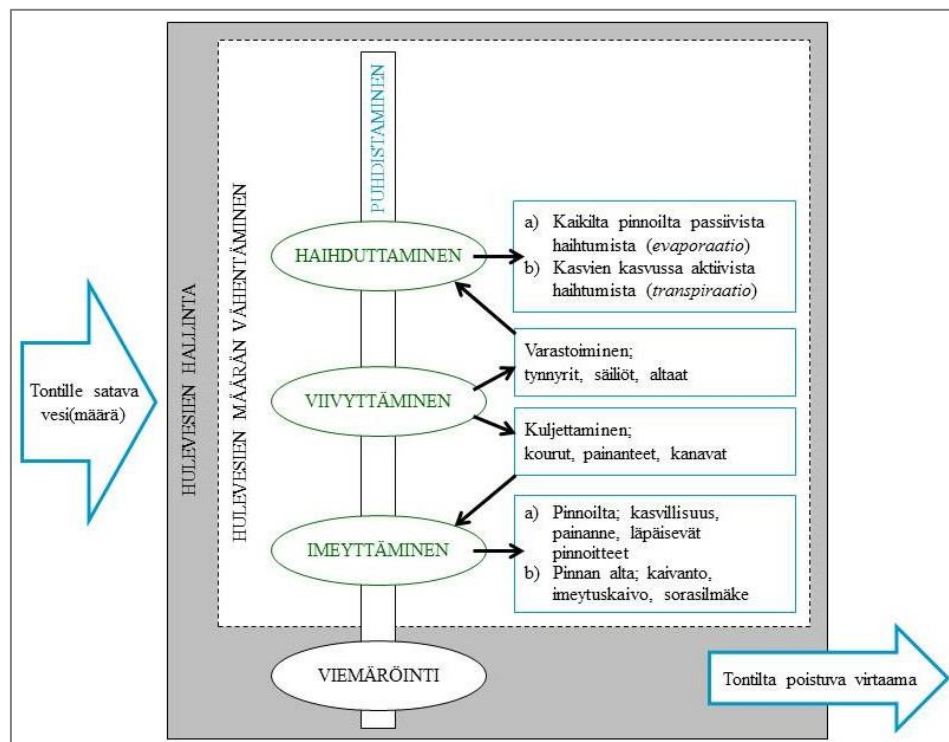 Tontille satava
vesi(määrä)
HULEVESIEN HALLINTA
HULEVESIEN MÄÄRÄN VÄHENTÄMINEN
PUHDISTAMINEN
HAIHDUTTAMINEN
a) Kaikilta pinnoilta passiivista
haihtumista (evaporaatio)
b) Kasvien kasvussa aktiivista
haihtumista (transpiraatio)
VIIVYTTÄMINEN
Varastoiminen;
tynnyrit, säiliöt, altaat
Kuljettaminen;
kourut, painanteet, kanavat
IMEYTTÄMINEN
a) Pinnoilta; kasvillisuus,
painanne, läpäisevät
pinnoitteet
b) Pinnan alta; kaivanto,
imeytuskaivo, sorasilmäke
VIEMÄRÖINTI
Tontilta poistuva virtaama